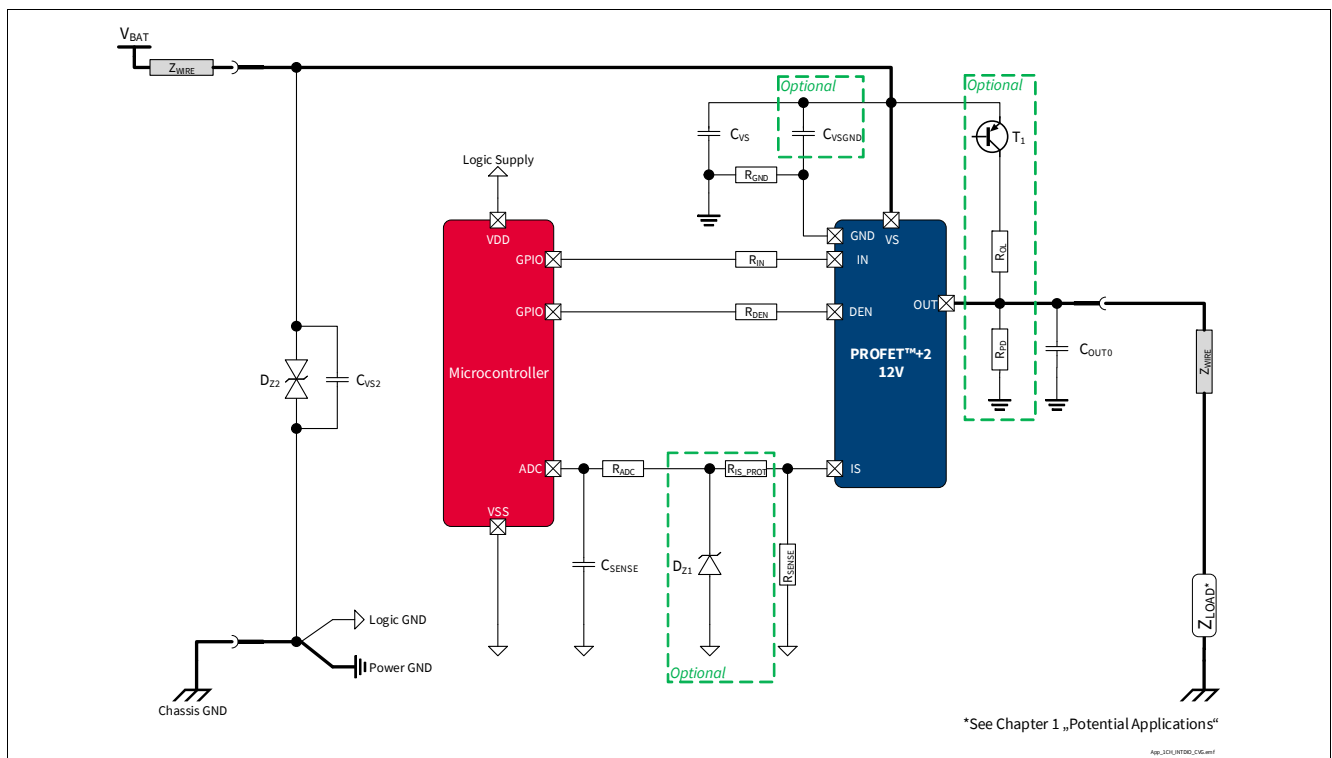 VBAT
ZWIRE
Optional
Optional
CVS
CVSGND
T1
Logic Supply
RGND
VDD
GND
VS
GPIO
RIN
IN
ROL
OUT
GPIO
RDEN
DEN
PROFET™+2
12V
RPD
COUT0
ZWIRE
DZ2
CVS2
Microcontroller
ADC
RADC
RIS_PROT
IS
VSS
CSENSE
DZ1
RSENSE
ZLOAD*
Logic GND
Power GND
Optional
Chassis GND
*See Chapter 1 „Potential Applications“
App_1CH_INTDIO_CVG.emf